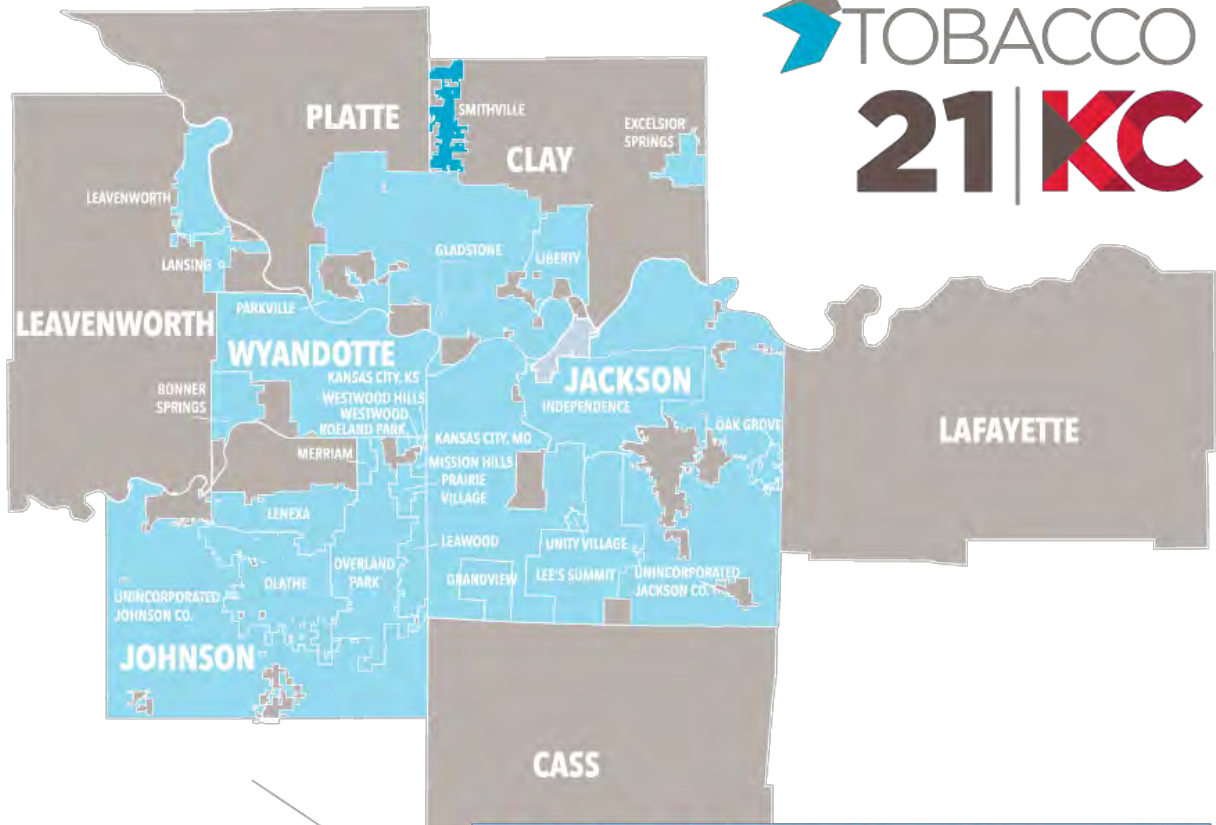 TOBACCO
21 | KC
PLATTE
SMITHVILLE
CLAY
EXCELSIOR
SPRINGS
LEAVENWORTH
LANSING
GLADSTONE
LIBERTY
PARKVILLE
LEAVENWORTH
WYANDOTTE
KANSAS CITY, KS
WESTWOOD HILLS
WESTWOOD
ROELAND PARK
BONNER
SPRINGS
MERRIAM
JACKSON
INDEPENDENCE
KANSAS CITY, MO
OAK GROVE
LAFAYETTE
MISSION HILLS
PRAIRIE
VILLAGE
LENEXA
LEAWOOD
UNITY VILLAGE
OVERLAND
PARK
OLATHE
GRANDVIEW
LEE'S SUMMIT
UNINCORPORATED
JACKSON CO.
UNINCORPORATED
JOHNSON CO.
JOHNSON
CASS